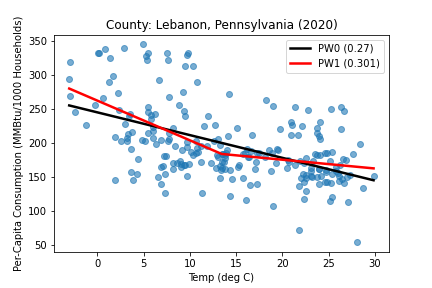 County: Lebanon, Pennsylvania (2020)
Per-Capita Consumption (MMBtu/1000 Households)
350
300
250
200
150
100
50
PW0 (0.27)
PW1 (0.301)
0
5
10
15
20
25
30
Temp (deg C)